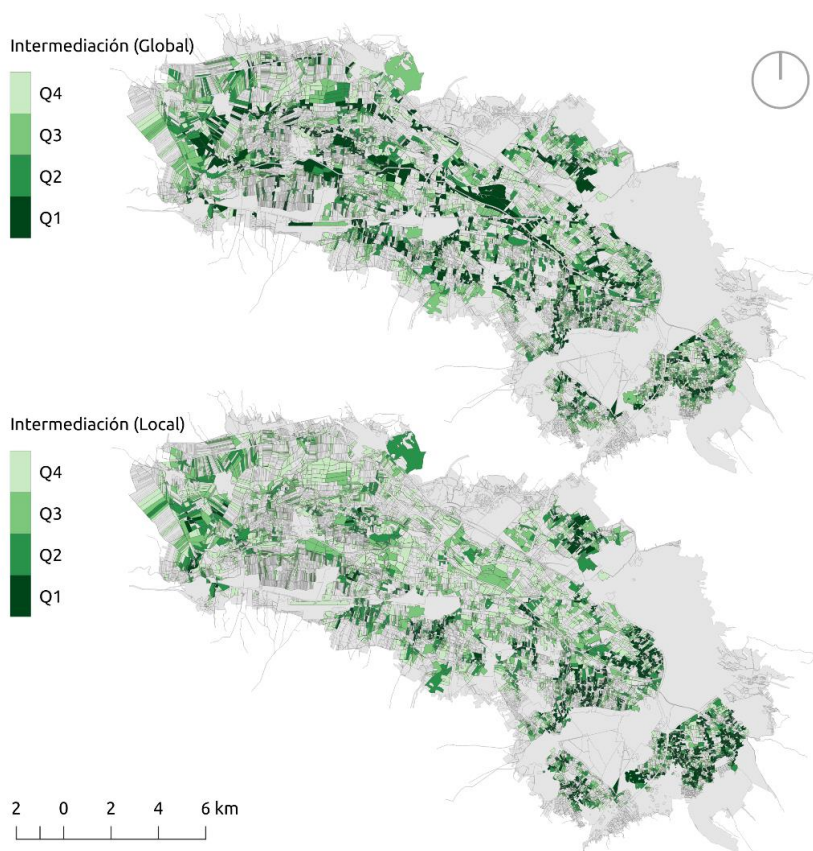 Intermediación (Global)
Q4
Q3
Q2
Q1
Intermediación (Local)
Q4
Q3
Q2
Q1
2 0 2 4 6 km